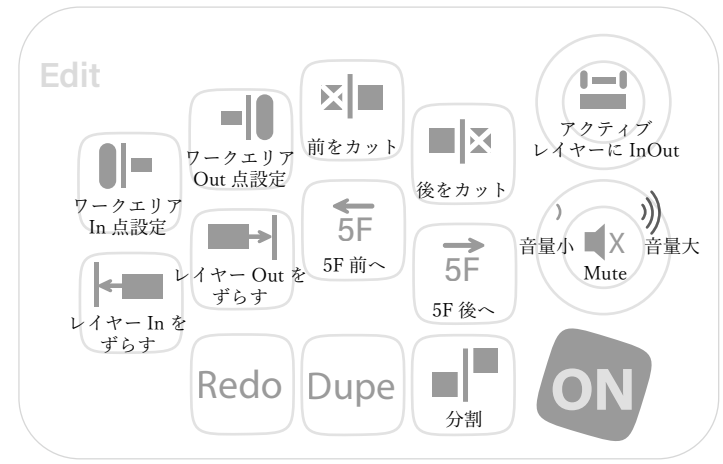 Edit
ワークエリア
In 点設定
レイヤー In を
ずらす
ワークエリア
Out 点設定
レイヤー Out を
ずらす
Redo
前をカット
5F
5F 前へ
Dupe
後をカット
5F
5F 後へ
分割
アクティブ
レイヤーに InOut
音量小
X
音量大
Mute
ON